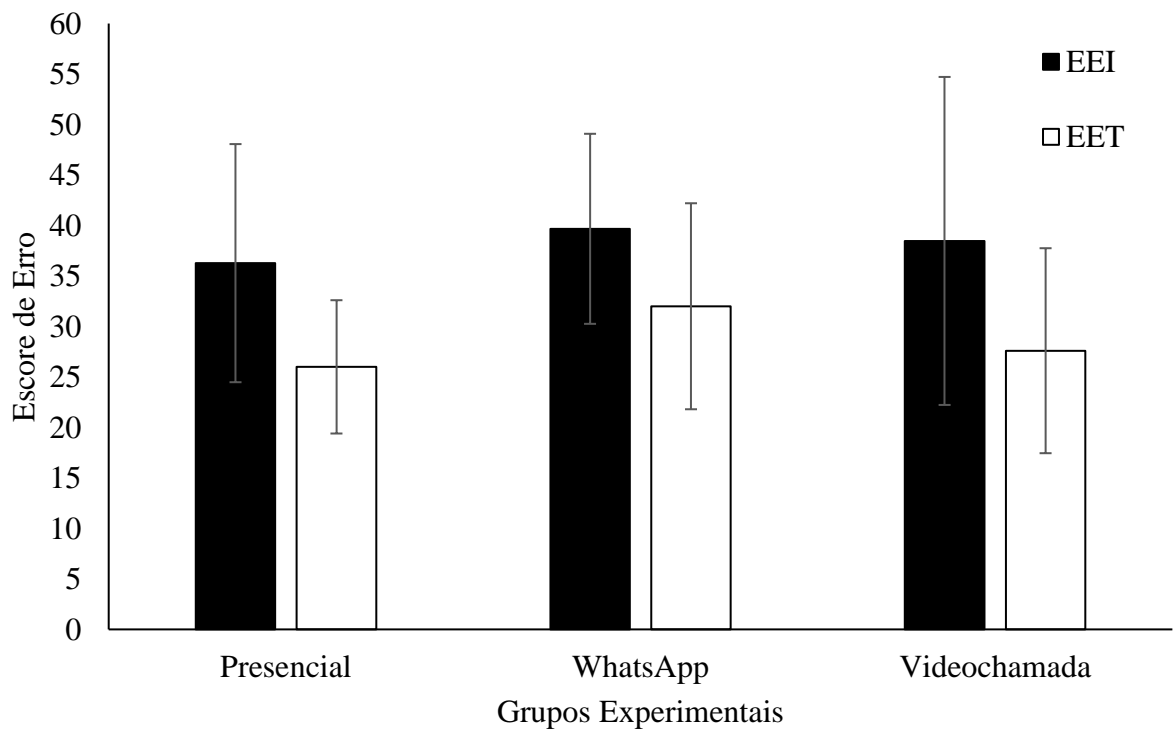 60
55
50
45
40
35
30
25
20
15
10
5
0
Escore de Erro
EEI
EET
Presencial
WhatsApp
Videochamada
Grupos Experimentais